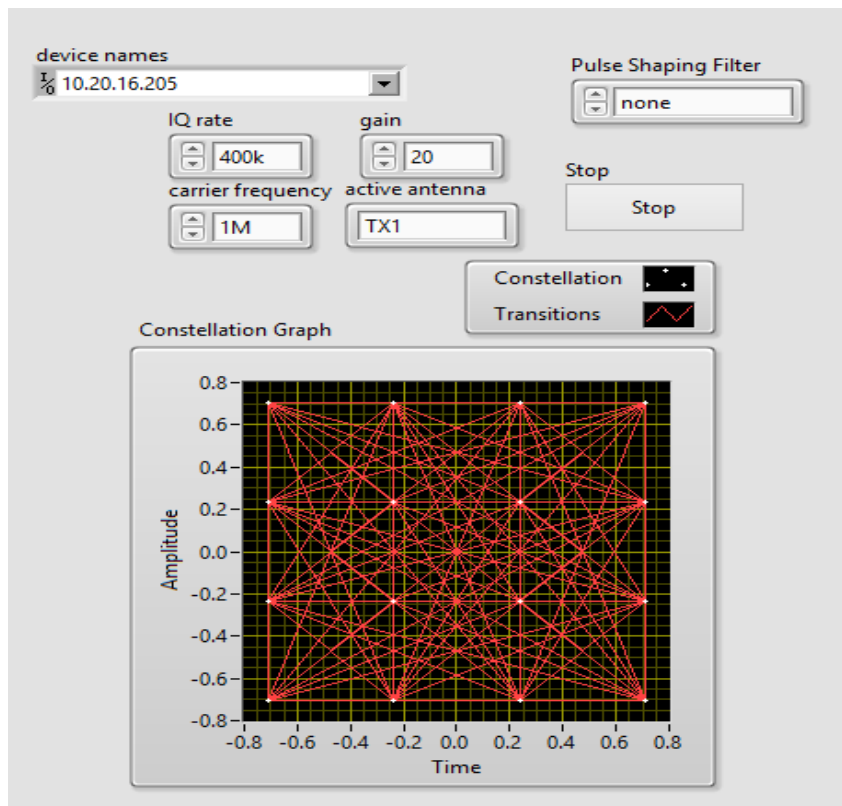 device names
I/O 10.20.16.205
Pulse Shaping Filter
none
IQ rate
gain
400k
20
carrier frequency
active antenna
1M
TX1
Stop
Stop
Constellation
Transitions
Constellation Graph
0.8
0.6
0.4
0.2
0.0
-0.2
-0.4
-0.6
-0.8
Amplitude
-0.8 -0.6 -0.4 -0.2 0.0 0.2 0.4 0.6 0.8
Time